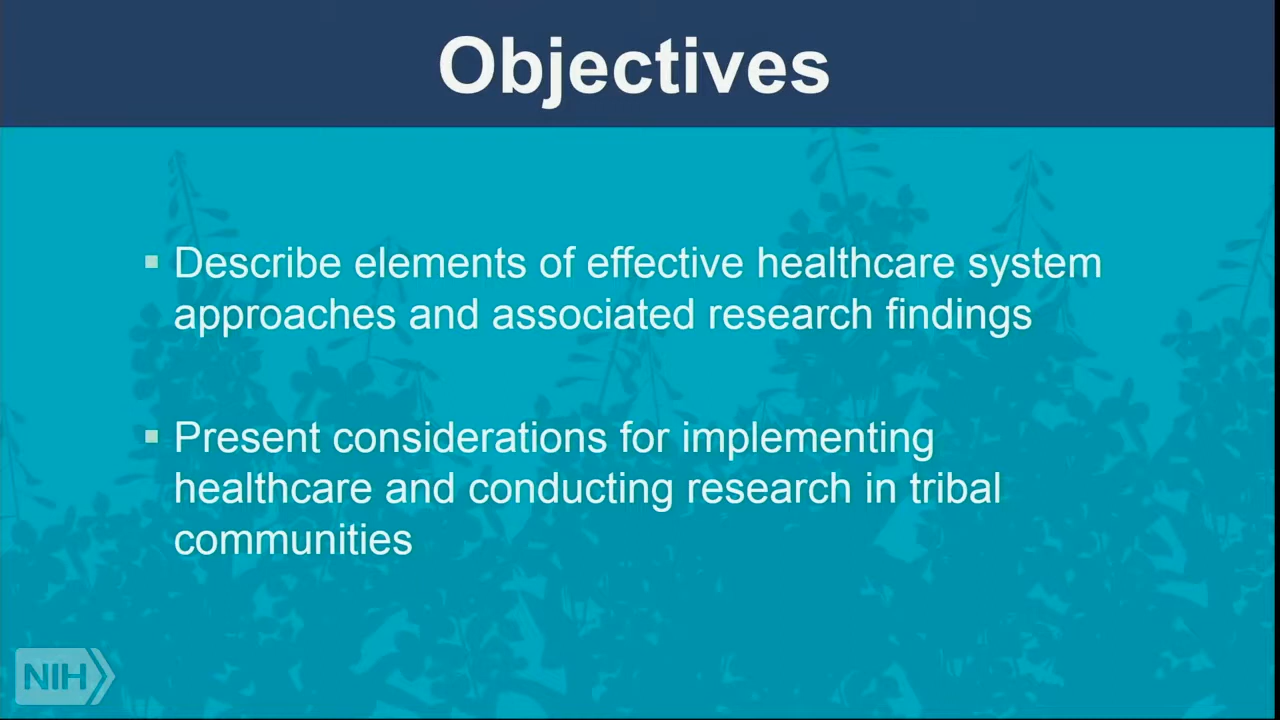 Objectives
▪ Describe elements of effective healthcare system
approaches and associated research findings
▪ Present considerations for implementing
healthcare and conducting research in tribal
communities
NIH